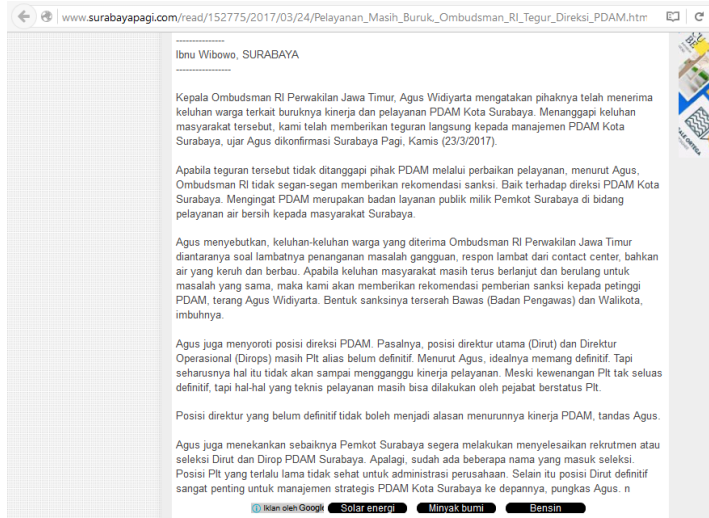 www.surabayapagi.com/read/152775/2017/03/24/Pelayanan_Masih_Buruk,_Ombudsman_RI_Tegur_Direksi_PDAM.htm
---------------
Ibnu Wibowo, SURABAYA
-----------------
Kepala Ombudsman RI Perwakilan Jawa Timur, Agus Widiyarta mengatakan pihaknya telah menerima
keluhan warga terkait buruknya kinerja dan pelayanan PDAM Kota Surabaya. Menanggapi keluhan
masyarakat tersebut, kami telah memberikan teguran langsung kepada manajemen PDAM Kota
Surabaya, ujar Agus dikonfirmasi Surabaya Pagi, Kamis (23/3/2017).
Apabila teguran tersebut tidak ditanggapi pihak PDAM melalui perbaikan pelayanan, menurut Agus,
Ombudsman RI tidak segan-segan memberikan rekomendasi sanksi. Baik terhadap direksi PDAM Kota
Surabaya. Mengingat PDAM merupakan badan layanan publik milik Pemkot Surabaya di bidang
pelayanan air bersih kepada masyarakat Surabaya.
Agus menyebutkan, keluhan-keluhan warga yang diterima Ombudsman RI Perwakilan Jawa Timur
diantaranya soal lambatnya penanganan masalah gangguan, respon lambat dari contact center, bahkan
air yang keruh dan berbau. Apabila keluhan masyarakat masih terus berlanjut dan berulang untuk
masalah yang sama, maka kami akan memberikan rekomendasi pemberian sanksi kepada petinggi
PDAM, terang Agus Widiyarta. Bentuk sanksinya terserah Bawas (Badan Pengawas) dan Walikota,
imbuhnya.
Agus juga menyoroti posisi direksi PDAM. Pasalnya, posisi direktur utama (Dirut) dan Direktur
Operasional (Dirops) masih Plt alias belum definitif. Menurut Agus, idealnya memang definitif. Tapi
seharusnya hal itu tidak akan sampai mengganggu kinerja pelayanan. Meski kewenangan Plt tak seluas
definitif, tapi hal-hal yang teknis pelayanan masih bisa dilakukan oleh pejabat berstatus Plt.
Posisi direktur yang belum definitif tidak boleh menjadi alasan menurunnya kinerja PDAM, tandas Agus.
Agus juga menekankan sebaiknya Pemkot Surabaya segera melakukan menyelesaikan rekrutmen atau
seleksi Dirut dan Dirop PDAM Surabaya. Apalagi, sudah ada beberapa nama yang masuk seleksi.
Posisi Plt yang terlalu lama tidak sehat untuk administrasi perusahaan. Selain itu posisi Dirut definitif
sangat penting untuk manajemen strategis PDAM Kota Surabaya ke depannya, pungkas Agus. n
Iklan oleh Google Solar energi Minyak bumi Bensin